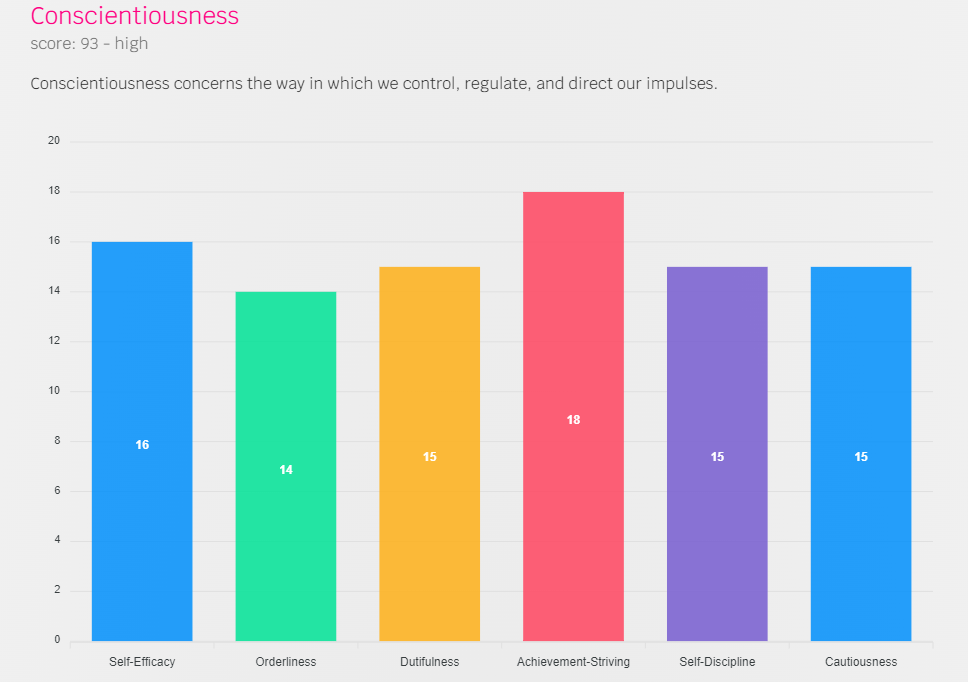 Conscientiousness
score: 93 - high
Conscientiousness concerns the way in which we control, regulate, and direct our impulses.
20
18
16
14
12
10
8
6
4
2
0
16
14
15
18
15
15
Self-Efficacy
Orderliness
Dutifulness
Achievement-Striving
Self-Discipline
Cautiousness